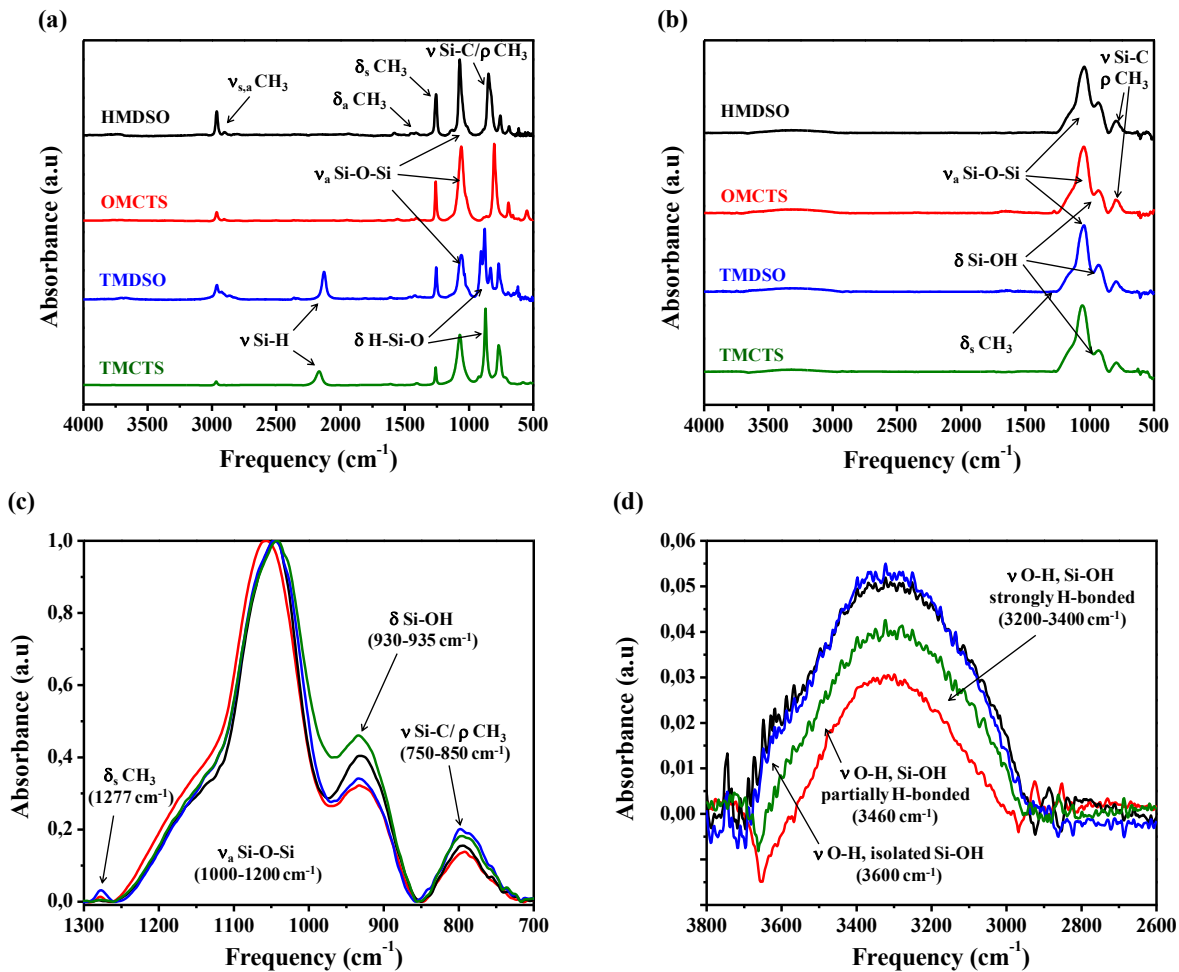 (a)
ν Si-C/ρ CH3
δs CH3
νs,a CH3
δa CH3
HMDSO
νa Si-O-Si
OMCTS
TMDSO
ν Si-H
δ H-Si-O
TMCTS
Absorbance (a.u)
4000 3500 3000 2500 2000 1500 1000 500
Frequency (cm-1)
(b)
ν Si-C
ρ CH3
HMDSO
νa Si-O-Si
OMCTS
δ Si-OH
TMDSO
δs CH3
TMCTS
Absorbance (a.u)
4000 3500 3000 2500 2000 1500 1000 500
Frequency (cm-1)
(c)
1,0
0,8
0,6
0,4
0,2
0,0
Absorbance (a.u)
δ Si-OH
(930-935 cm-1)
ν Si-C/ ρ CH3
(750-850 cm-1)
δs CH3
(1277 cm-1)
νa Si-O-Si
(1000-1200 cm-1)
1300 1200 1100 1000 900 800 700
Frequency (cm-1)
(d)
0,06
0,05
0,04
0,03
0,02
0,01
0,00
Absorbance (a.u)
ν O-H, Si-OH
strongly H-bonded
(3200-3400 cm-1)
ν O-H, Si-OH
partially H-bonded
(3460 cm-1)
ν O-H, isolated Si-OH
(3600 cm-1)
3800 3600 3400 3200 3000 2800 2600
Frequency (cm-1)